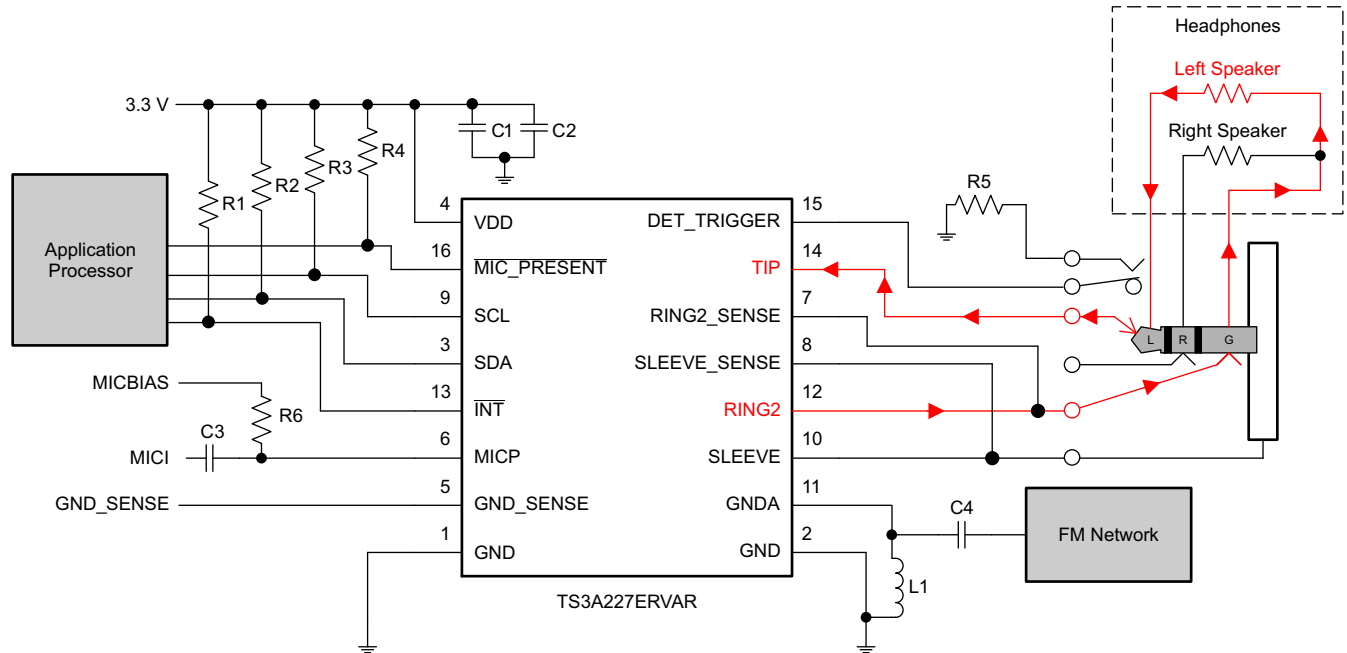 Headphones
Left Speaker
Right Speaker
3.3 V
C1
C2
R1
R2
R3
R4
R5
Application
Processor
4
VDD
16
MIC_PRESENT
9
SCL
3
SDA
13
INT
6
MICP
5
GND_SENSE
1
GND
15
DET_TRIGGER
14
TIP
7
RING2_SENSE
8
SLEEVE_SENSE
12
RING2
10
SLEEVE
11
GNDA
2
GND
MICBIAS
R6
C3
MICI
GND_SENSE
L
R
G
C4
FM Network
L1
TS3A227ERVAR